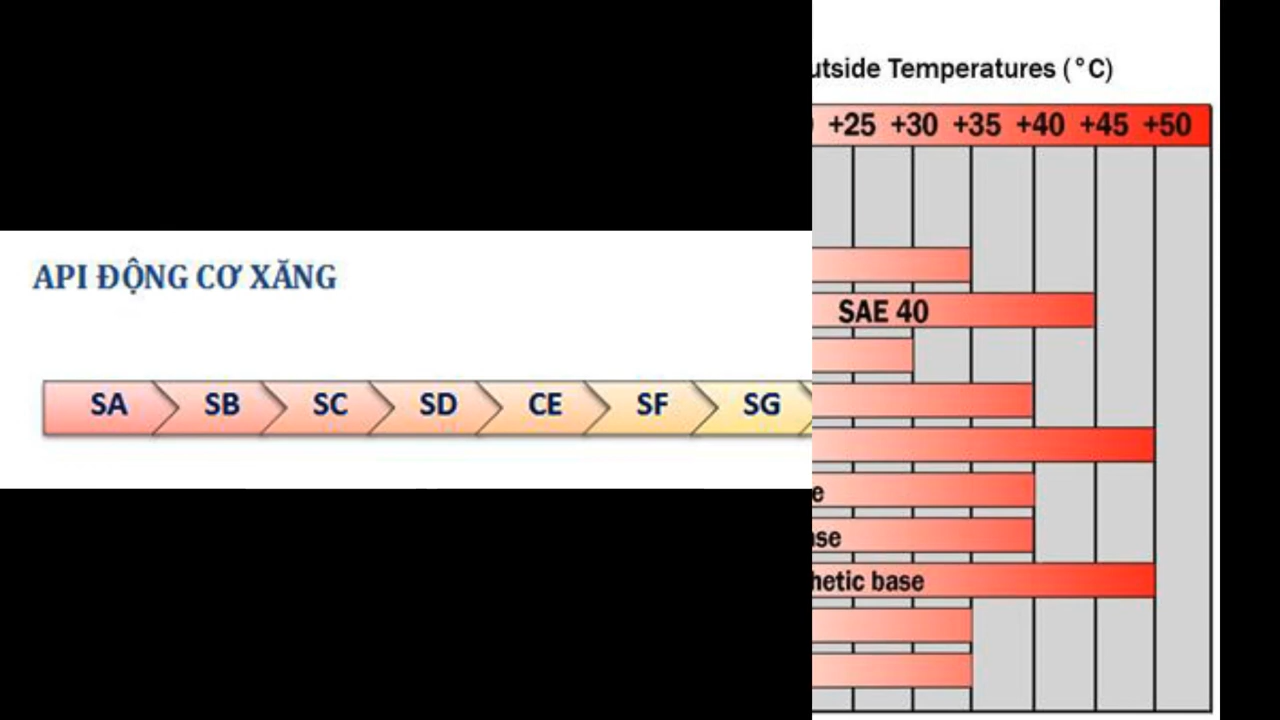 utside Temperatures (°C)
+25 +30 +35 +40 +45 +50
API ĐỘNG CƠ XĂNG
SAE 40
SA SB SC SD CE SF SG
hetic base